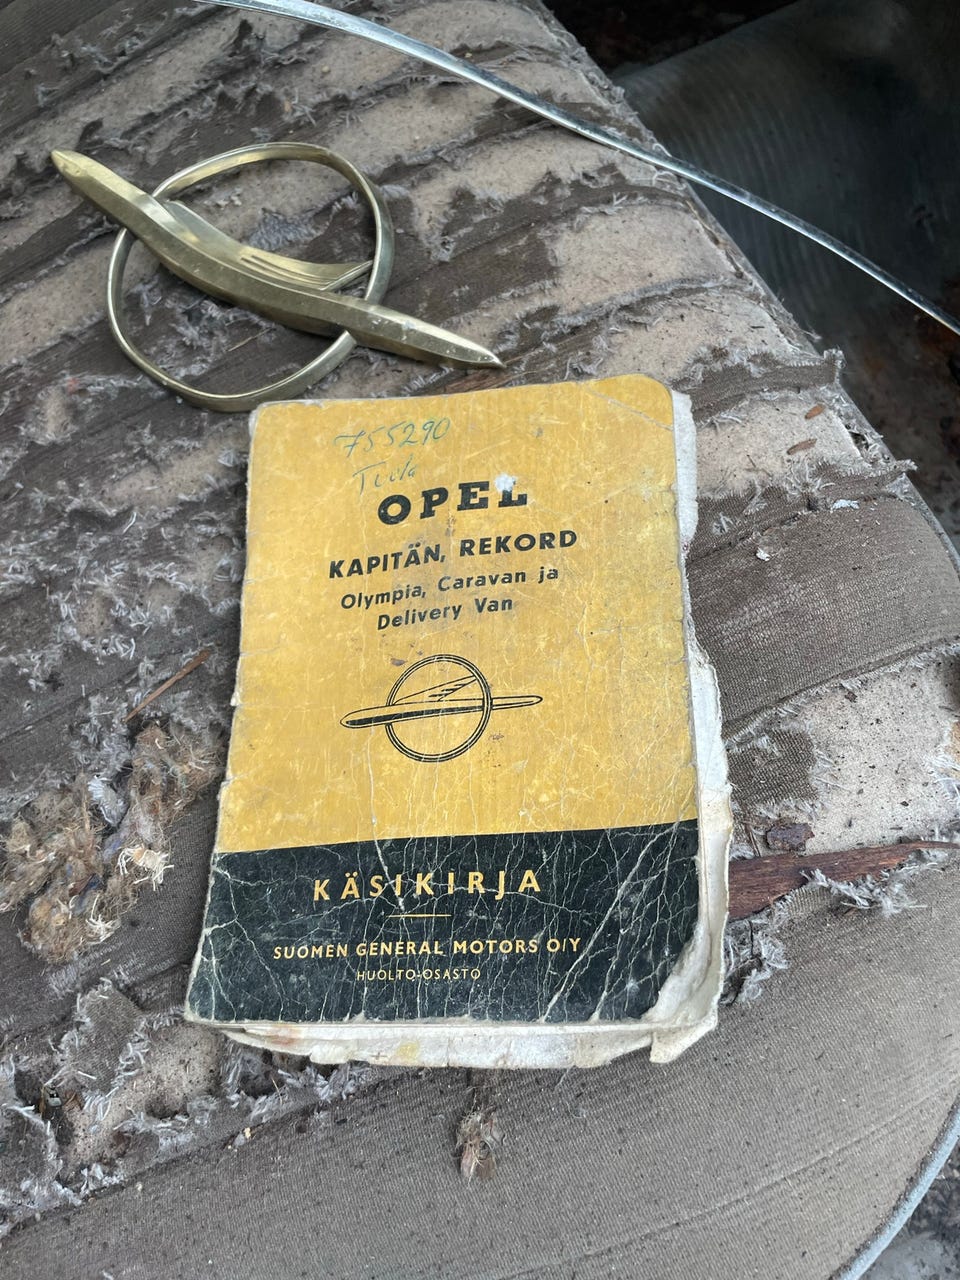 755290
OPEL
KAPITÄN, REKORD
Olympia, Caravan ja
Delivery Van
KÄSIKIRJA
SUOMEN GENERAL MOTORS O/Y
HUOLTO-OSASTO